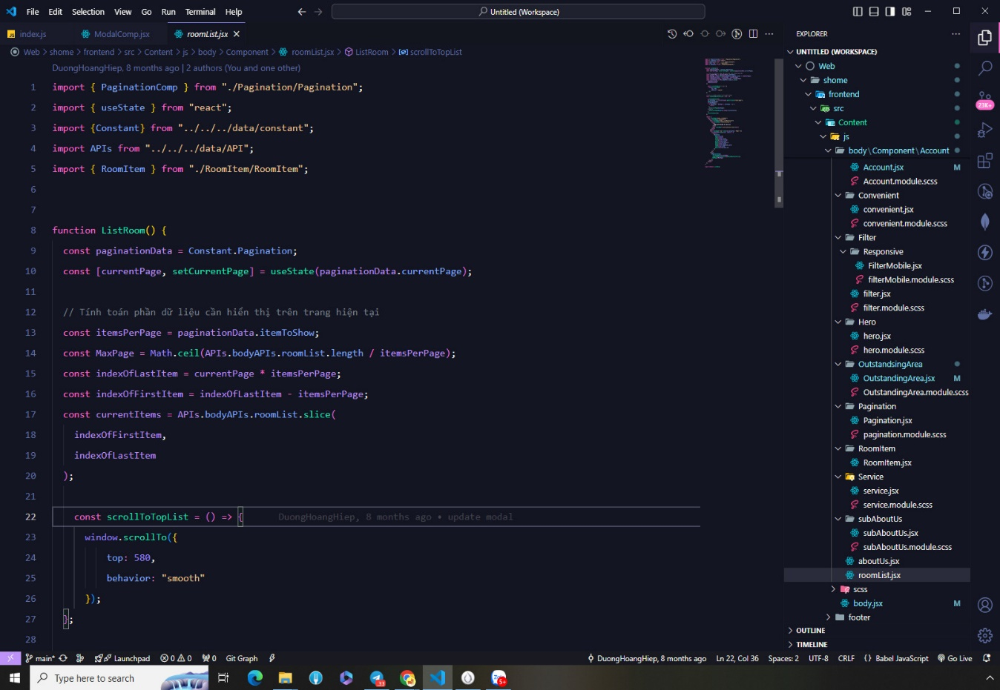 File Edit Selection View Go Run Terminal Help
Untitled (Workspace)
index.js ModalComp.jsx roomList.jsx
Web > shome > frontend > src > Content > js > body > Component > roomList.jsx > ListRoom > scrollToTopList
DuongHoangHiep, 8 months ago | 2 authors (You and one other)
1 import { PaginationComp } from "./Pagination/Pagination";
2 import { useState } from "react";
3 import {Constant} from "../../../data/constant";
4 import APIs from "../../../data/API";
5 import { RoomItem } from "./RoomItem/RoomItem";
6
7
8 function ListRoom() {
9 const paginationData = Constant.Pagination;
10 const [currentPage, setCurrentPage] = useState(paginationData.currentPage);
11
12 // Tính toán phần dữ liệu cần hiển thị trên trang hiện tại
13 const itemsPerPage = paginationData.itemToShow;
14 const MaxPage = Math.ceil(APIs.bodyAPIs.roomList.length / itemsPerPage);
15 const indexOfLastItem = currentPage * itemsPerPage;
16 const indexOfFirstItem = indexOfLastItem - itemsPerPage;
17 const currentItems = APIs.bodyAPIs.roomList.slice(
18 indexOfFirstItem,
19 indexOfLastItem
20 );
21
22 const scrollToTopList = () => { DuongHoangHiep, 8 months ago • update modal
23 window.scrollTo({
24 top: 580,
25 behavior: "smooth"
26 });
27 };
28
EXPLORER
UNTITLED (WORKSPACE)
Web
shome
frontend
src
Content
js
body\Component\Account
Account.jsx M
Account.module.scss
Convenient
convenient.jsx
convenient.module.scss
Filter
Responsive
FilterMobile.jsx
filterMobile.module.scss
filter.jsx
filter.module.scss
Hero
hero.jsx
hero.module.scss
OutstandsingArea
OutstandingArea.jsx M
OutstandingArea.module.scss
Pagination
Pagination.jsx
pagination.module.scss
RoomItem
RoomItem.jsx
Service
service.jsx
service.module.scss
subAboutUs
subAboutUs.jsx
subAboutUs.module.scss
aboutUs.jsx
roomList.jsx
scss
body.jsx M
footer
OUTLINE
TIMELINE
23K+
main* Launchpad 0 0 0 Git Graph
DuongHoangHiep, 8 months ago Ln 22, Col 36 Spaces: 2 UTF-8 CRLF {} Babel JavaScript Go Live
Type here to search
33
5+